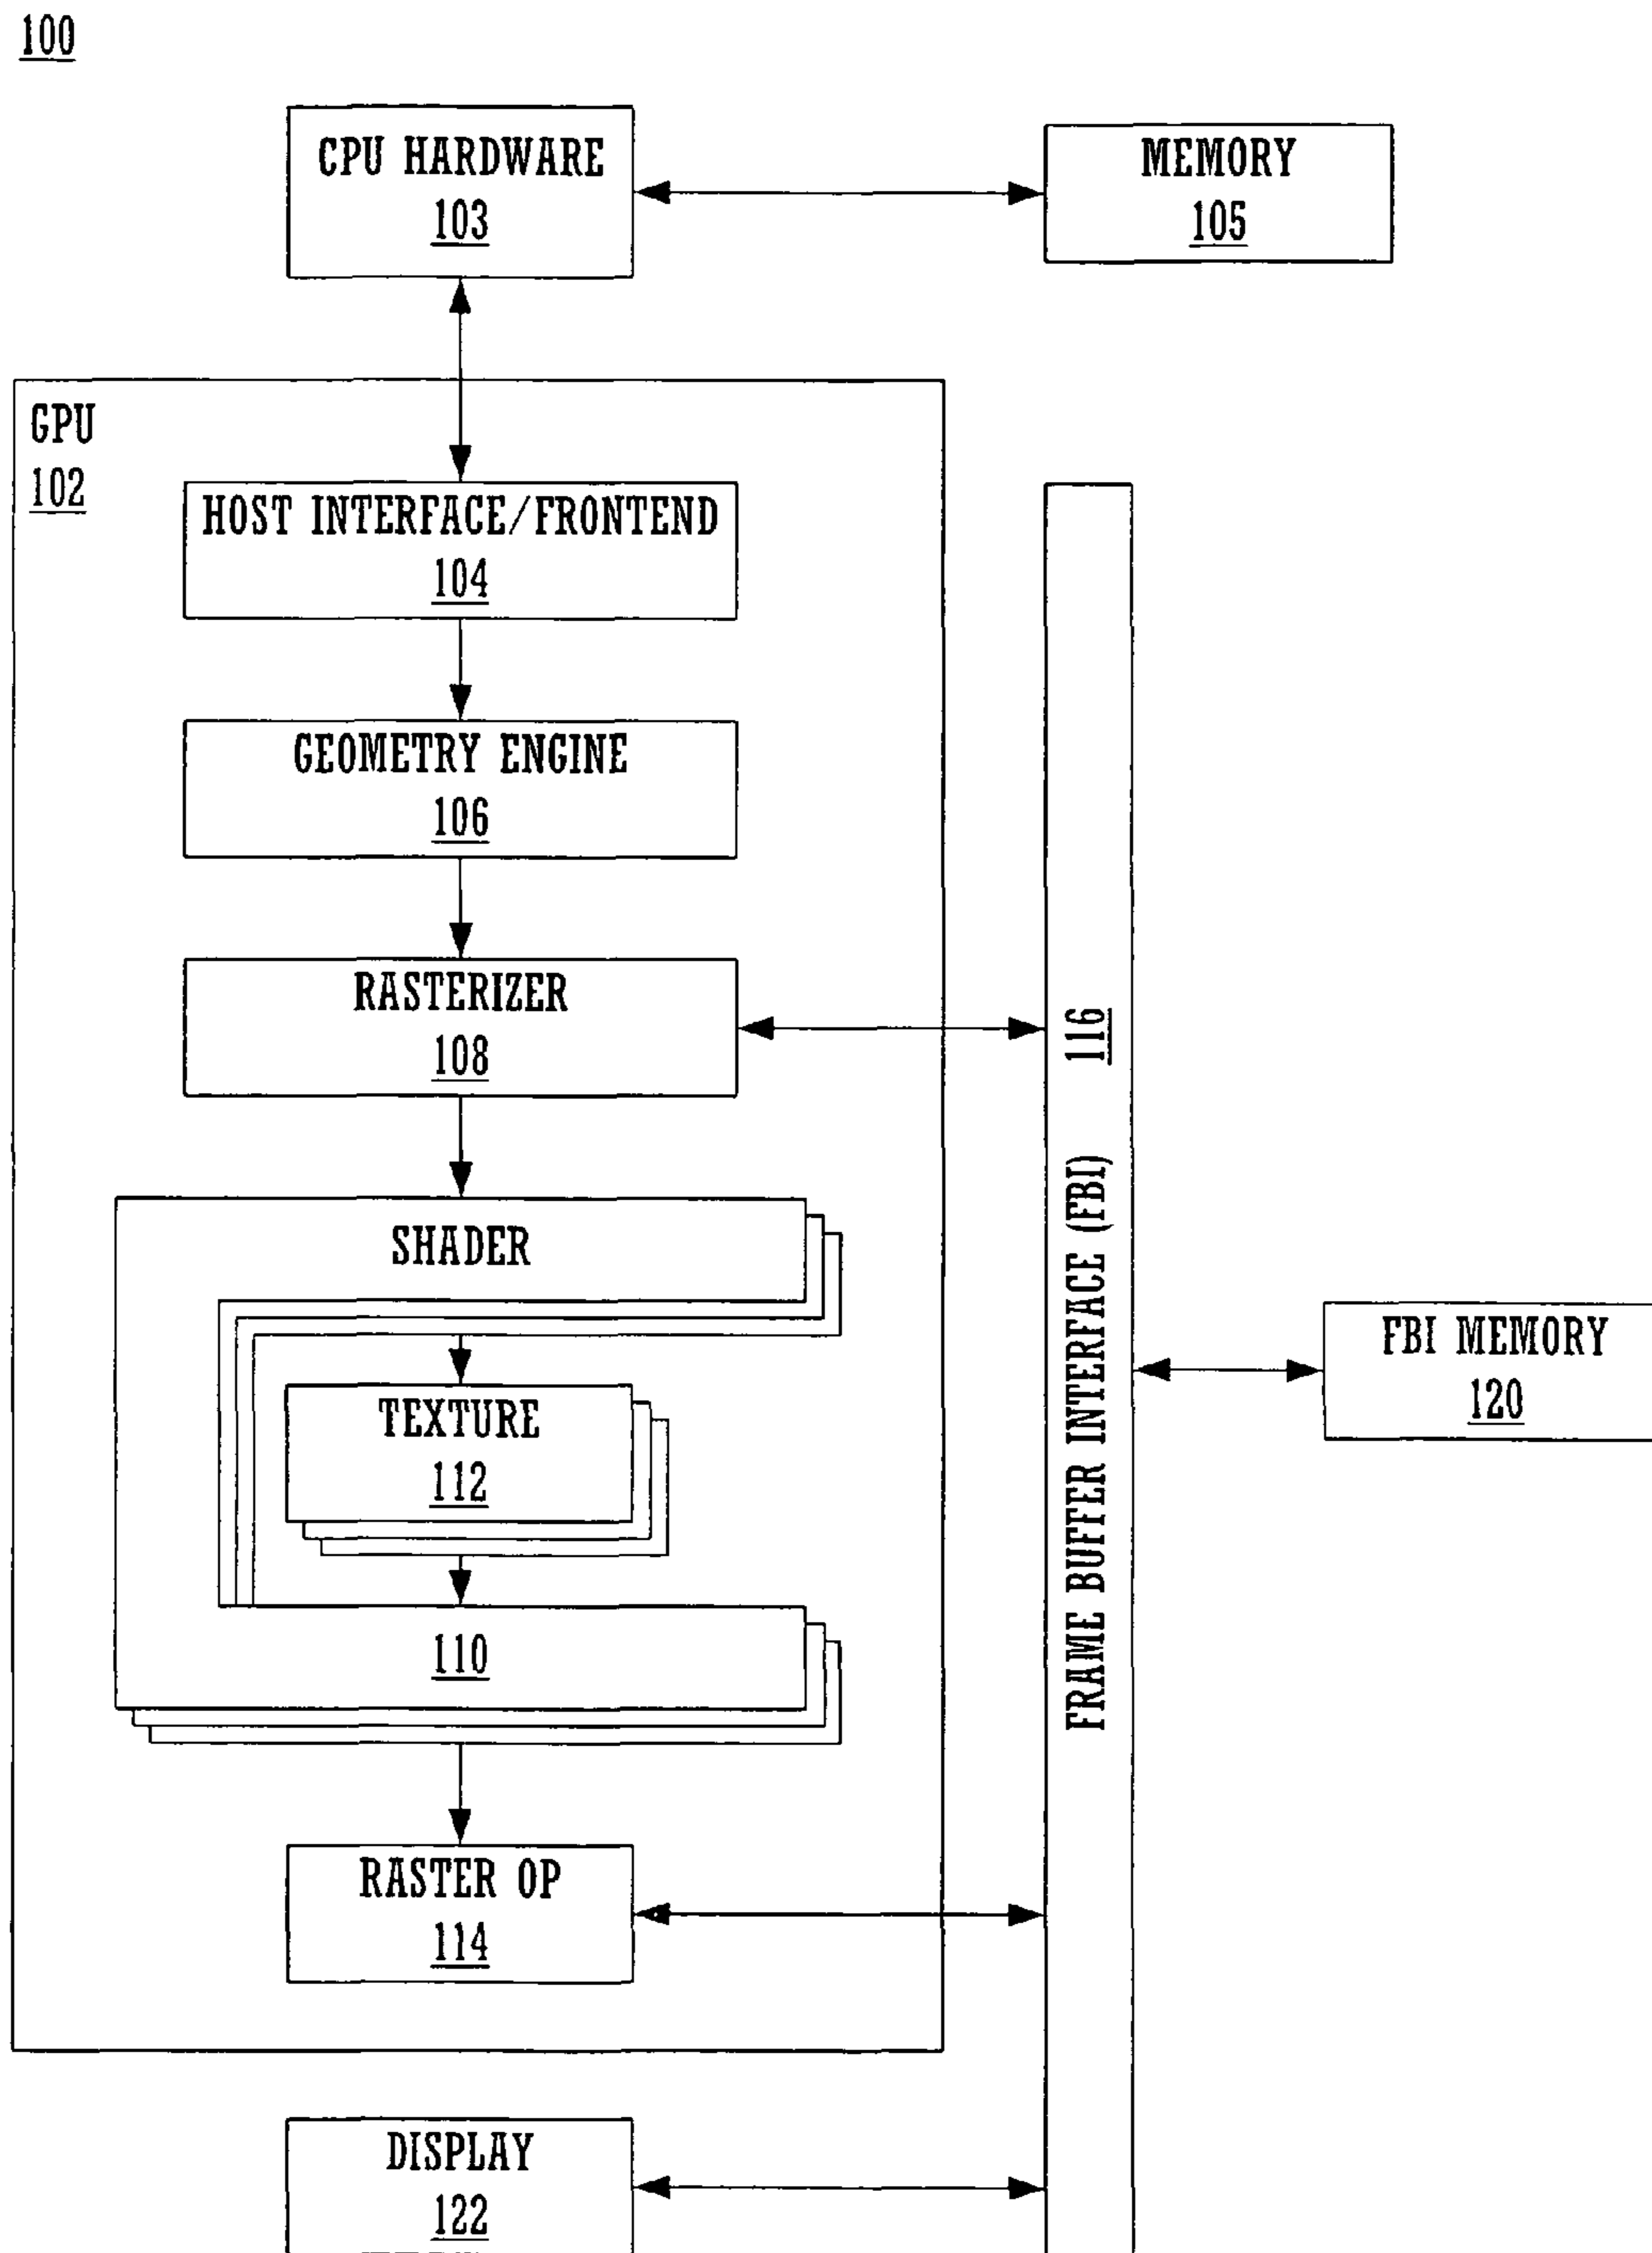 100
CPU HARDWARE
103
MEMORY
105
GPU
102
HOST INTERFACE/FRONTEND
104
GEOMETRY ENGINE
106
RASTERIZER
108
SHADER
TEXTURE
112
110
RASTER OP
114
FRAME BUFFER INTERFACE (FBI) 116
FBI MEMORY
120
DISPLAY
122